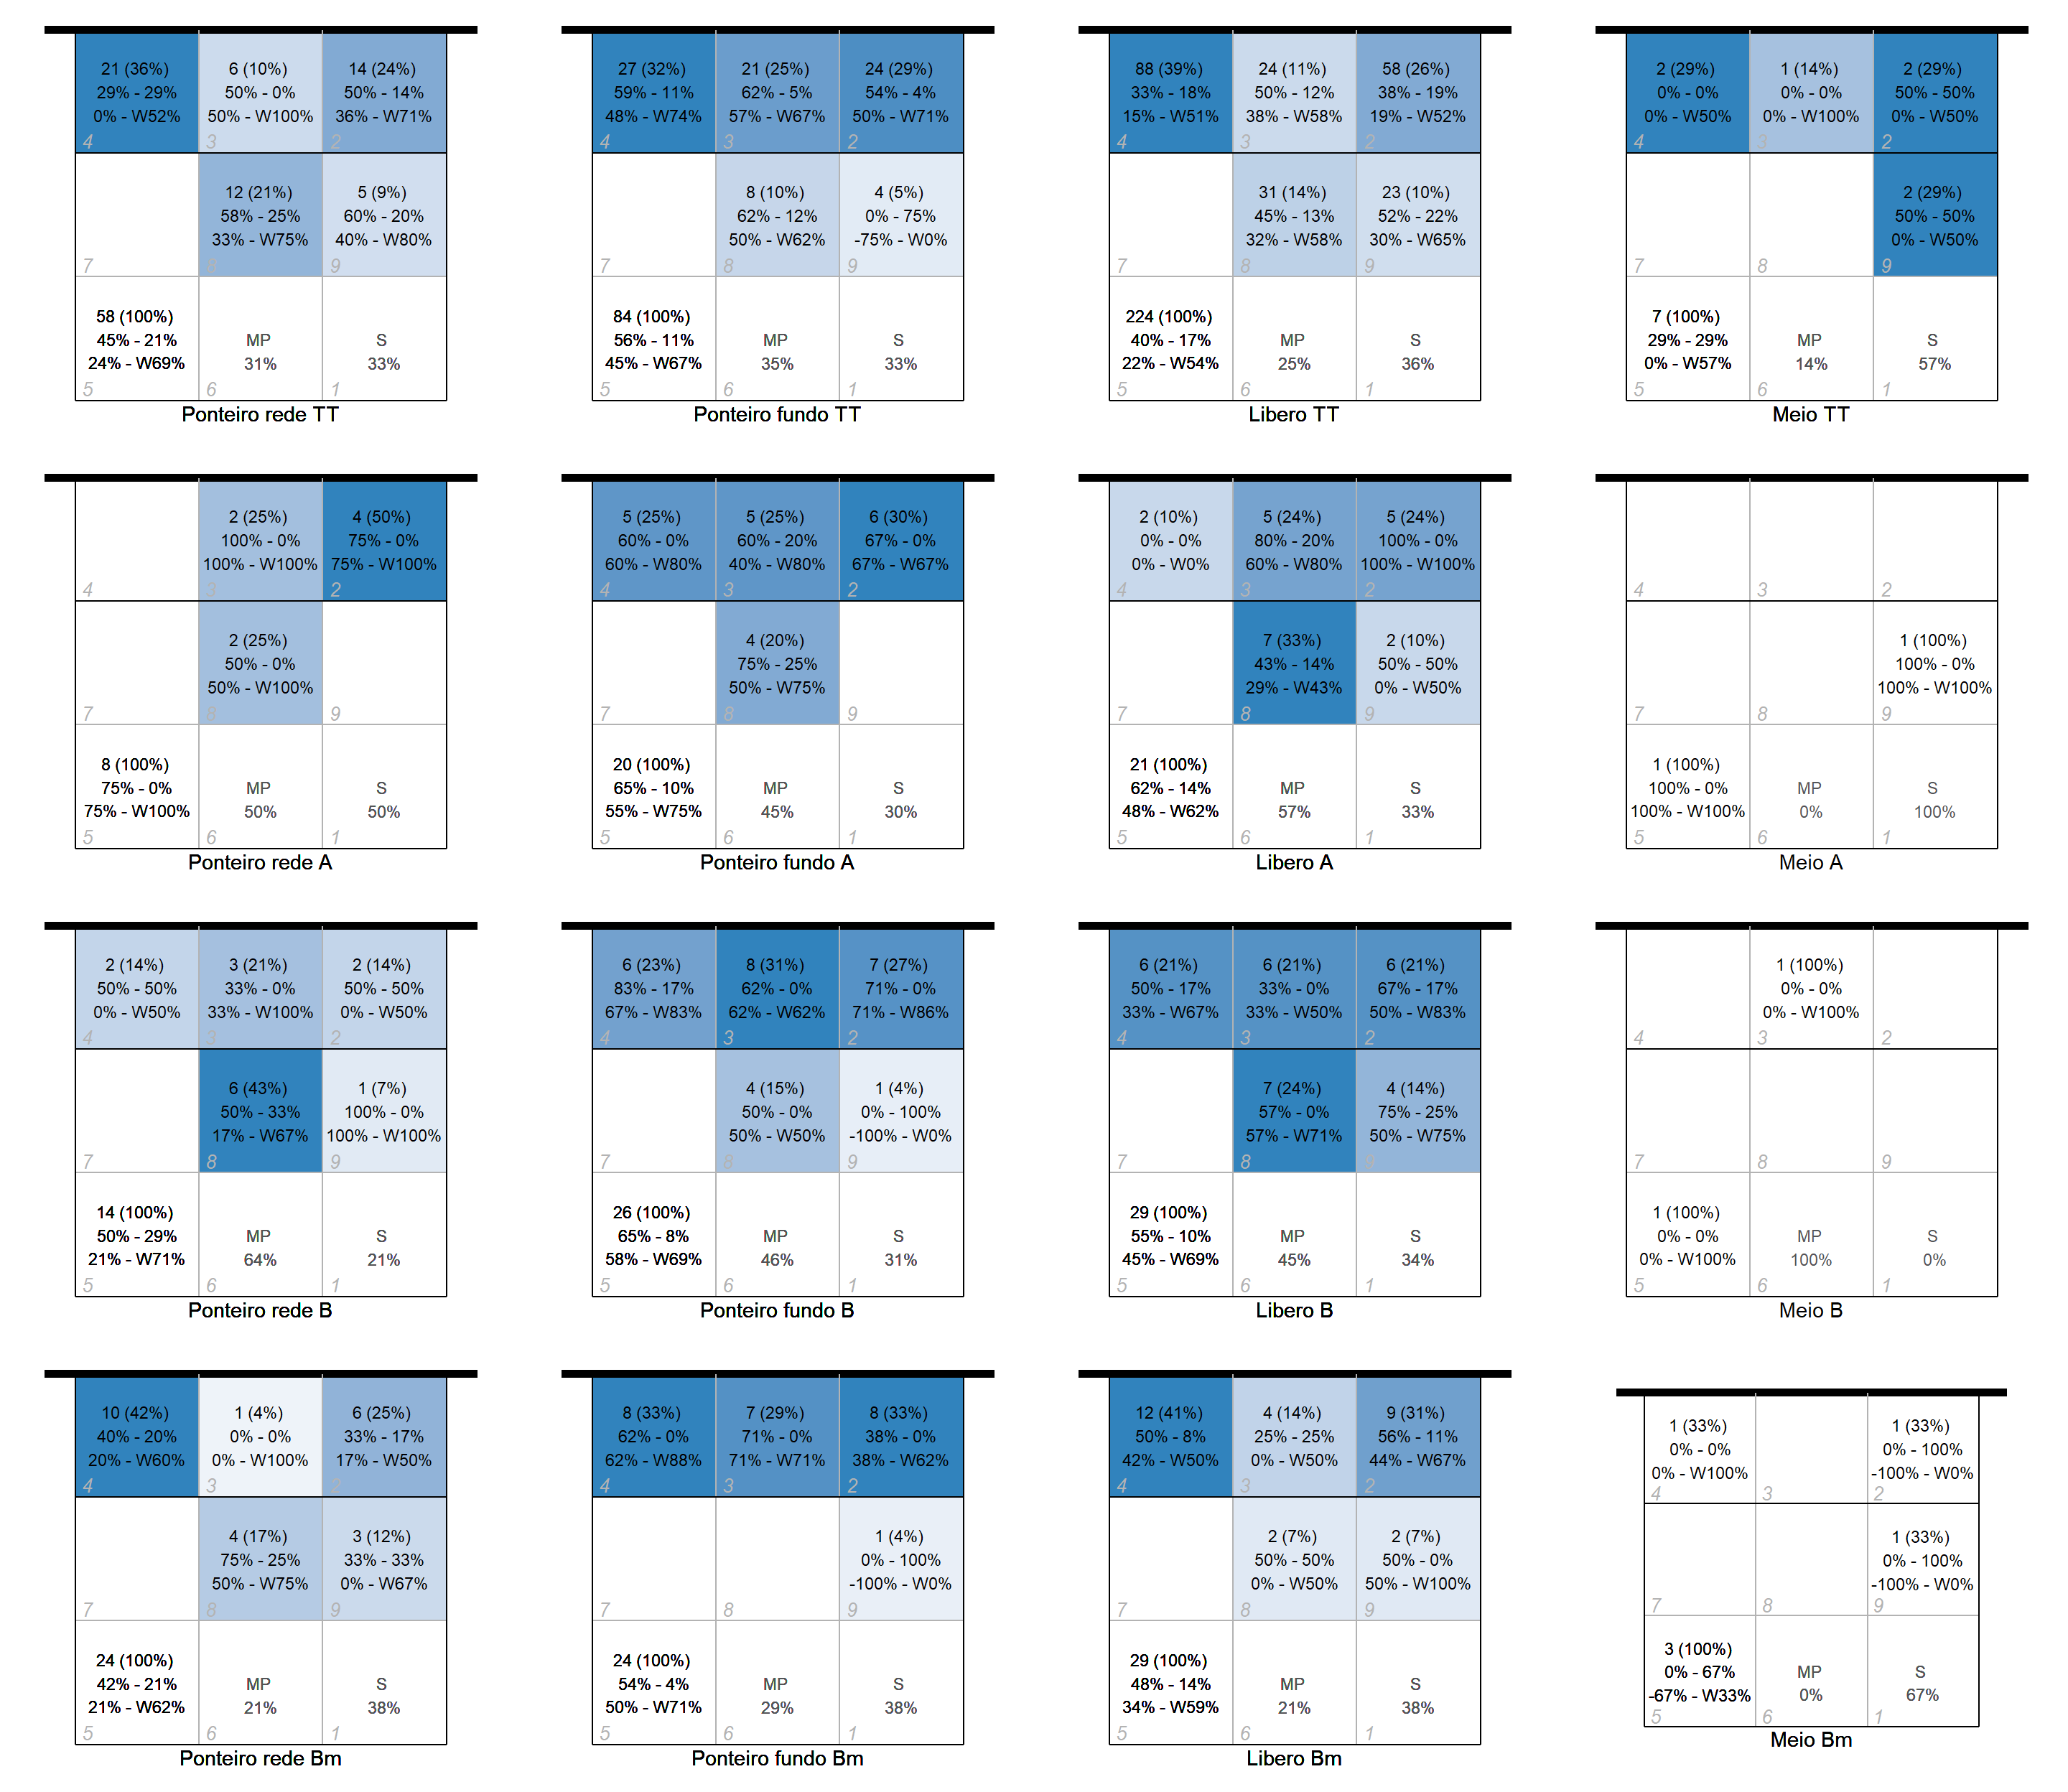 21 (36%)
29% - 29%
0% - W52%
4
6 (10%)
50% - 0%
50% - W100%
3
14 (24%)
50% - 14%
36% - W71%
2
7
12 (21%)
58% - 25%
33% - W75%
8
5 (9%)
60% - 20%
40% - W80%
9
58 (100%)
45% - 21%
24% - W69%
5
MP
31%
6
S
33%
1
Ponteiro rede TT
27 (32%)
59% - 11%
48% - W74%
4
21 (25%)
62% - 5%
57% - W67%
3
24 (29%)
54% - 4%
50% - W71%
2
7
8 (10%)
62% - 12%
50% - W62%
8
4 (5%)
0% - 75%
-75% - W0%
9
84 (100%)
56% - 11%
45% - W67%
5
MP
35%
6
S
33%
1
Ponteiro fundo TT
88 (39%)
33% - 18%
15% - W51%
4
24 (11%)
50% - 12%
38% - W58%
3
58 (26%)
38% - 19%
19% - W52%
2
7
31 (14%)
45% - 13%
32% - W58%
8
23 (10%)
52% - 22%
30% - W65%
9
224 (100%)
40% - 17%
22% - W54%
5
MP
25%
6
S
36%
1
Libero TT
2 (29%)
0% - 0%
0% - W50%
4
1 (14%)
0% - 0%
0% - W100%
3
2 (29%)
50% - 50%
0% - W50%
2
7
8
2 (29%)
50% - 50%
0% - W50%
9
7 (100%)
29% - 29%
0% - W57%
5
MP
14%
6
S
57%
1
Meio TT
4
2 (25%)
100% - 0%
100% - W100%
3
4 (50%)
75% - 0%
75% - W100%
2
7
2 (25%)
50% - 0%
50% - W100%
8
9
8 (100%)
75% - 0%
75% - W100%
5
MP
50%
6
S
50%
1
Ponteiro rede A
5 (25%)
60% - 0%
60% - W80%
4
5 (25%)
60% - 20%
40% - W80%
3
6 (30%)
67% - 0%
67% - W67%
2
7
4 (20%)
75% - 25%
50% - W75%
8
9
20 (100%)
65% - 10%
55% - W75%
5
MP
45%
6
S
30%
1
Ponteiro fundo A
2 (10%)
0% - 0%
0% - W0%
4
5 (24%)
80% - 20%
60% - W80%
3
5 (24%)
100% - 0%
100% - W100%
2
7
7 (33%)
43% - 14%
29% - W43%
8
2 (10%)
50% - 50%
0% - W50%
9
21 (100%)
62% - 14%
48% - W62%
5
MP
57%
6
S
33%
1
Libero A
4
3
2
7
8
1 (100%)
100% - 0%
100% - W100%
9
1 (100%)
100% - 0%
100% - W100%
5
MP
0%
6
S
100%
1
Meio A
2 (14%)
50% - 50%
0% - W50%
4
3 (21%)
33% - 0%
33% - W100%
3
2 (14%)
50% - 50%
0% - W50%
2
7
6 (43%)
50% - 33%
17% - W67%
8
1 (7%)
100% - 0%
100% - W100%
9
14 (100%)
50% - 29%
21% - W71%
5
MP
64%
6
S
21%
1
Ponteiro rede B
6 (23%)
83% - 17%
67% - W83%
4
8 (31%)
62% - 0%
62% - W62%
3
7 (27%)
71% - 0%
71% - W86%
2
7
4 (15%)
50% - 0%
50% - W50%
8
1 (4%)
0% - 100%
-100% - W0%
9
26 (100%)
65% - 8%
58% - W69%
5
MP
46%
6
S
31%
1
Ponteiro fundo B
6 (21%)
50% - 17%
33% - W67%
4
6 (21%)
33% - 0%
33% - W50%
3
6 (21%)
67% - 17%
50% - W83%
2
7
7 (24%)
57% - 0%
57% - W71%
8
4 (14%)
75% - 25%
50% - W75%
9
29 (100%)
55% - 10%
45% - W69%
5
MP
45%
6
S
34%
1
Libero B
4
1 (100%)
0% - 0%
0% - W100%
3
2
7
8
9
1 (100%)
0% - 0%
0% - W100%
5
MP
100%
6
S
0%
1
Meio B
10 (42%)
40% - 20%
20% - W60%
4
1 (4%)
0% - 0%
0% - W100%
3
6 (25%)
33% - 17%
17% - W50%
2
7
4 (17%)
75% - 25%
50% - W75%
8
3 (12%)
33% - 33%
0% - W67%
9
24 (100%)
42% - 21%
21% - W62%
5
MP
21%
6
S
38%
1
Ponteiro rede Bm
8 (33%)
62% - 0%
62% - W88%
4
7 (29%)
71% - 0%
71% - W71%
3
8 (33%)
38% - 0%
38% - W62%
2
7
8
1 (4%)
0% - 100%
-100% - W0%
9
24 (100%)
54% - 4%
50% - W71%
5
MP
29%
6
S
38%
1
Ponteiro fundo Bm
12 (41%)
50% - 8%
42% - W50%
4
4 (14%)
25% - 25%
0% - W50%
3
9 (31%)
56% - 11%
44% - W67%
2
7
2 (7%)
50% - 50%
0% - W50%
8
2 (7%)
50% - 0%
50% - W100%
9
29 (100%)
48% - 14%
34% - W59%
5
MP
21%
6
S
38%
1
Libero Bm
1 (33%)
0% - 0%
0% - W100%
4
3
1 (33%)
0% - 100%
-100% - W0%
2
7
8
1 (33%)
0% - 100%
-100% - W0%
9
3 (100%)
0% - 67%
-67% - W33%
5
MP
0%
6
S
67%
1
Meio Bm